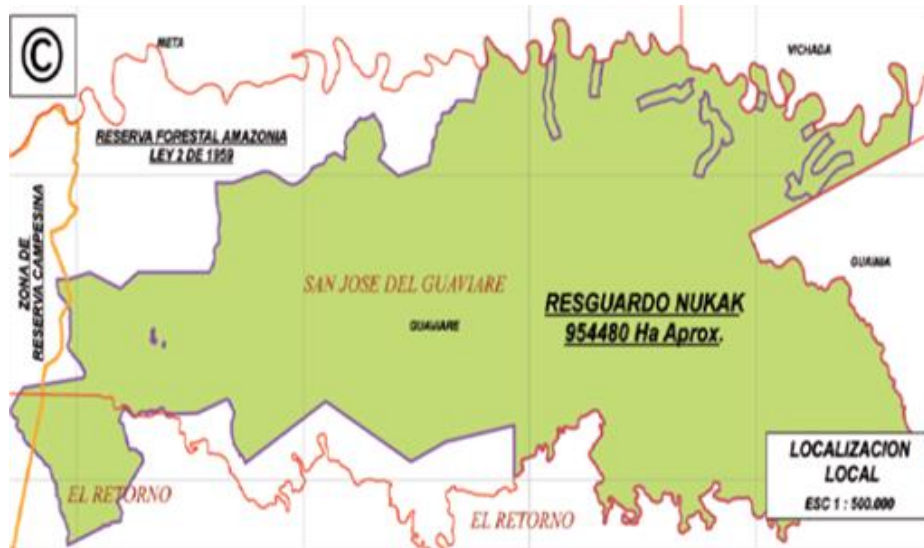 ©
META
VICHADA
RESERVA FORESTAL AMAZONIA
LEY 2 DE 1959
ZONA DE
RESERVA CAMPESINA
GUAINIA
SAN JOSE DEL GUAVIARE
GUAVIARE
RESGUARDO NUKAK
954480 Ha Aprox.
LOCALIZACION
LOCAL
ESC 1 : 500.000
EL RETORNO
EL RETORNO